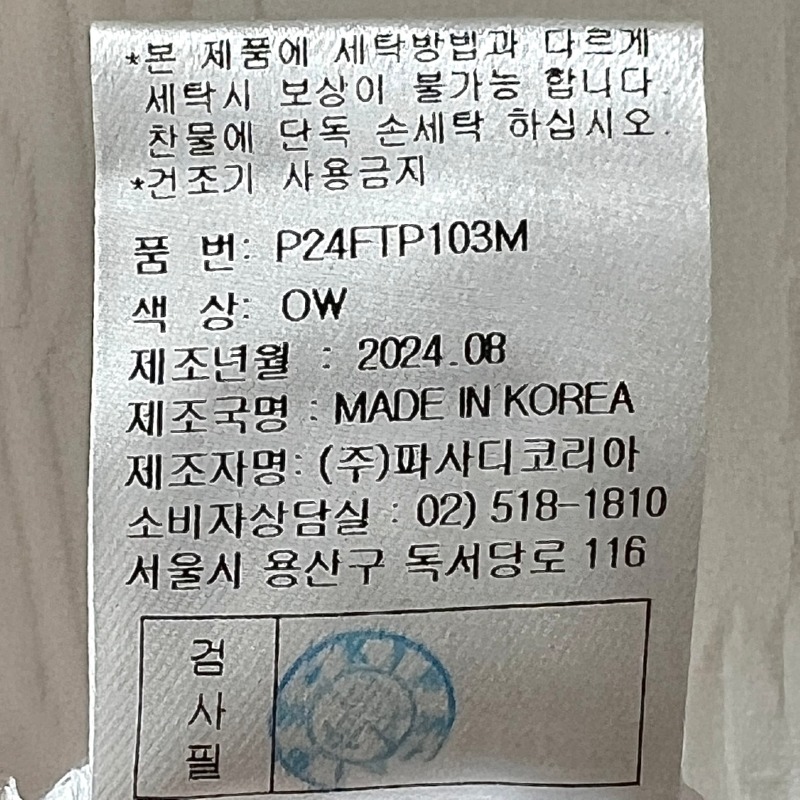 *본 제품에 세탁방법과 다르게
세탁시 보상이 불가능 합니다.
찬물에 단독 손세탁 하십시오.
*건조기 사용금지
품 번: P24FTP103M
색 상: OW
제조년월 : 2024.08
제조국명 : MADE IN KOREA
제조자명: (주)파사디코리아
소비자상담실 : 02) 518-1810
서울시 용산구 독서당로 116
검
사
필